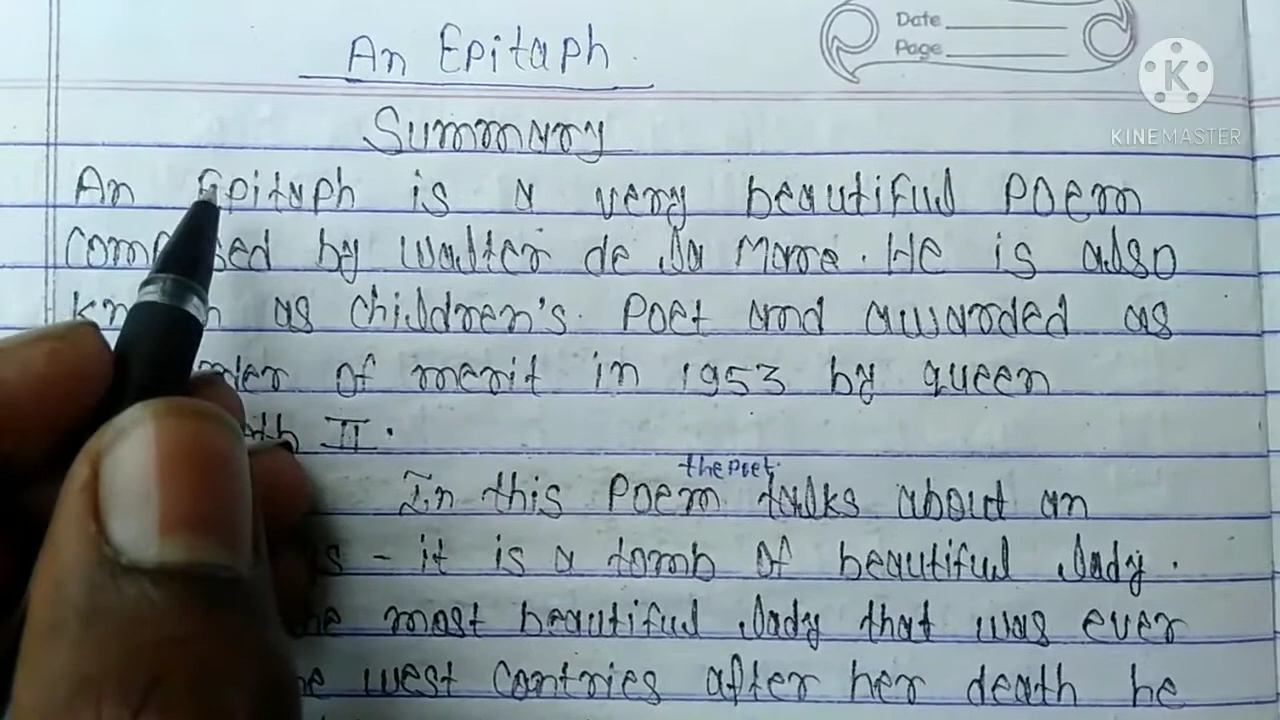 Date
Page
An Epitaph
KINEMASTER
Summary
An Epitaph is a very beautiful Poem
by Walter de la Mare. He is also
as children's. Poet and awarded as
of merit in 1953 by queen
II.
the Poet
In this Poem talks about an
- it is a tomb of beautiful lady.
most beautiful lady that was ever
west contries after her death he